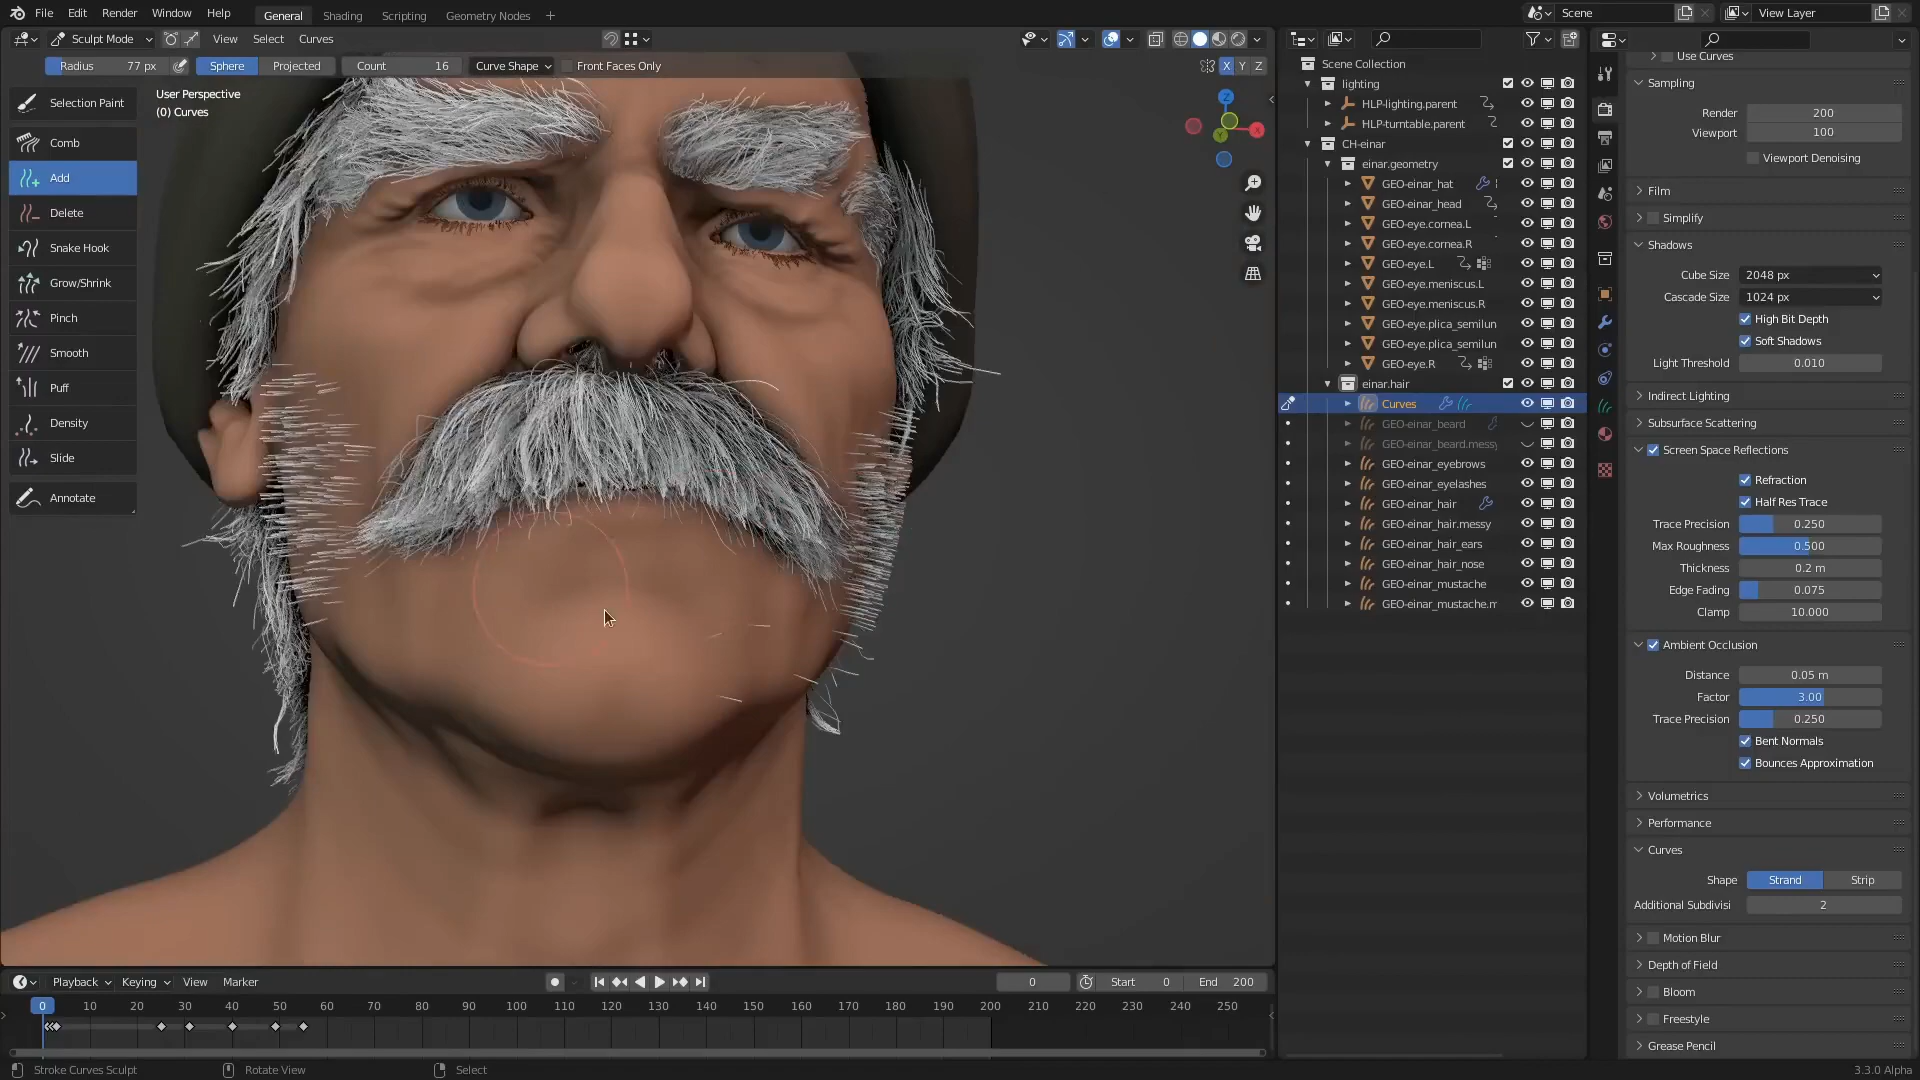 File Edit Render Window Help General Shading Scripting Geometry Nodes + Scene View Layer
Sculpt Mode View Select Curves
Radius 77 px Sphere Projected Count 16 Curve Shape Front Faces Only X Y Z
User Perspective
(0) Curves
Selection Paint
Comb
Add
Delete
Snake Hook
Grow/Shrink
Pinch
Smooth
Puff
Density
Slide
Annotate
Z
X
Y
Scene Collection
lighting
HLP-lighting.parent
HLP-turntable.parent
CH-einar
einar.geometry
GEO-einar_hat
GEO-einar_head
GEO-eye.cornea.L
GEO-eye.cornea.R
GEO-eye.L
GEO-eye.meniscus.L
GEO-eye.meniscus.R
GEO-eye.plica_semilun
GEO-eye.plica_semilun
GEO-eye.R
einar.hair
Curves
GEO-einar_beard
GEO-einar_beard.messy
GEO-einar_eyebrows
GEO-einar_eyelashes
GEO-einar_hair
GEO-einar_hair.messy
GEO-einar_hair_ears
GEO-einar_hair_nose
GEO-einar_mustache
GEO-einar_mustache.m
Use Curves
Sampling
Render 200
Viewport 100
Viewport Denoising
Film
Simplify
Shadows
Cube Size 2048 px
Cascade Size 1024 px
High Bit Depth
Soft Shadows
Light Threshold 0.010
Indirect Lighting
Subsurface Scattering
Screen Space Reflections
Refraction
Half Res Trace
Trace Precision 0.250
Max Roughness 0.500
Thickness 0.2 m
Edge Fading 0.075
Clamp 10.000
Ambient Occlusion
Distance 0.05 m
Factor 3.00
Trace Precision 0.250
Bent Normals
Bounces Approximation
Volumetrics
Performance
Curves
Shape Strand Strip
Additional Subdivisi 2
Motion Blur
Depth of Field
Bloom
Freestyle
Grease Pencil
Playback Keying View Marker 0 Start 0 End 200
0 10 20 30 40 50 60 70 80 90 100 110 120 130 140 150 160 170 180 190 200 210 220 230 240 250
Stroke Curves Sculpt Rotate View Select 3.3.0 Alpha